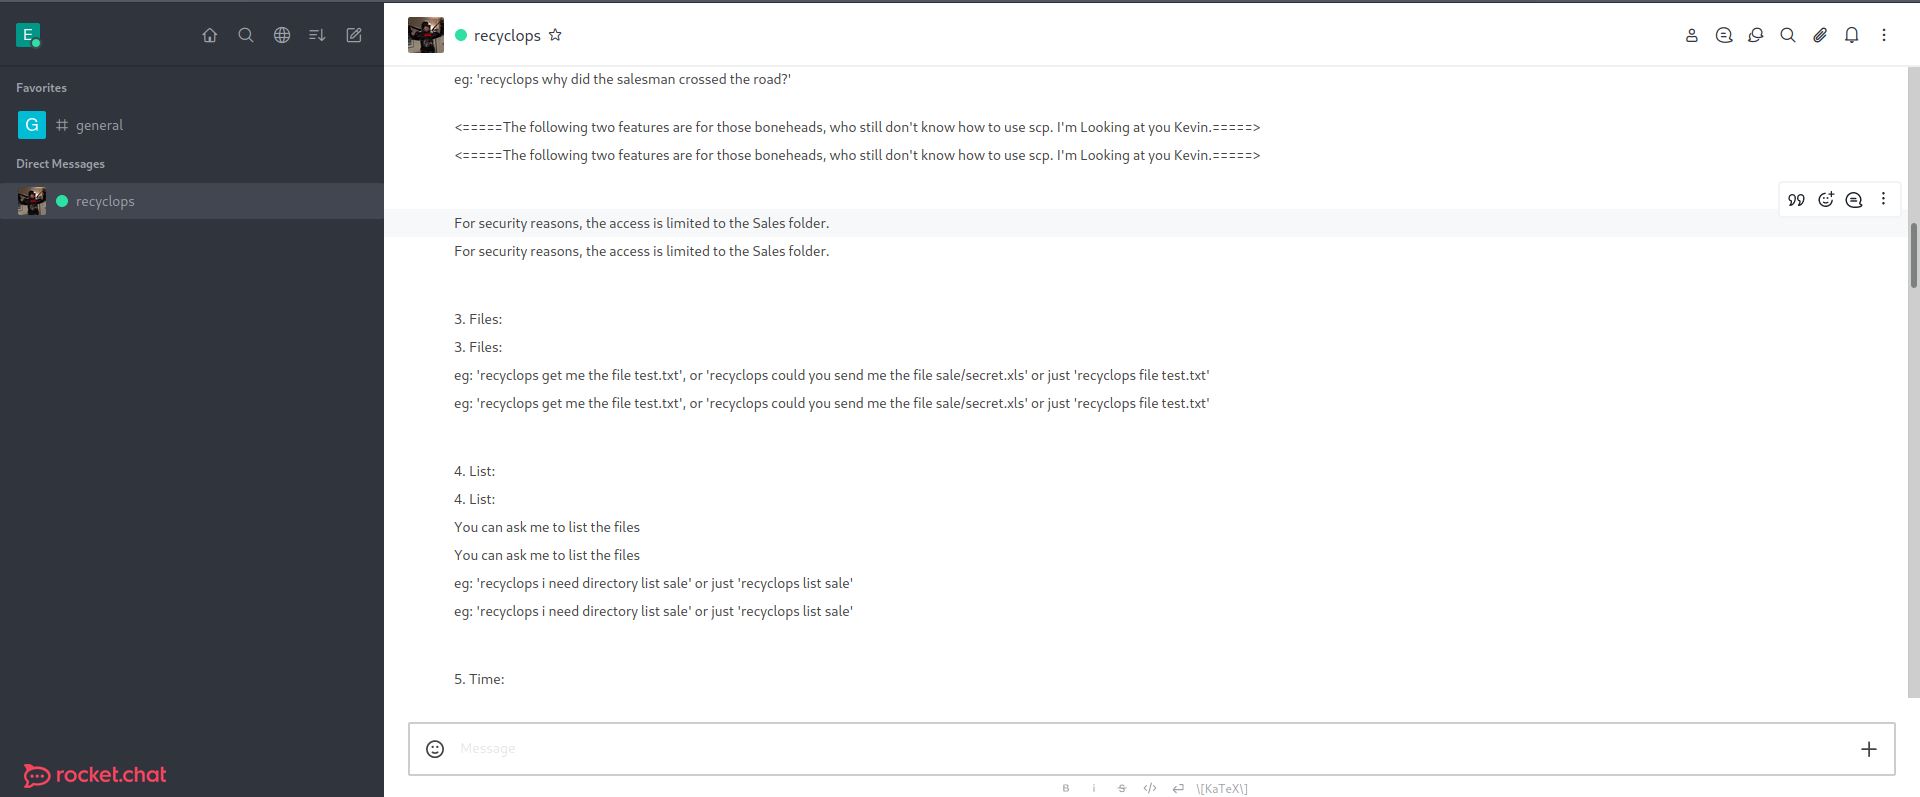 E
recyclops
Favorites
G
general
Direct Messages
recyclops
eg: 'recyclops why did the salesman crossed the road?'
<=====The following two features are for those boneheads, who still don't know how to use scp. I'm Looking at you Kevin.=====>
<=====The following two features are for those boneheads, who still don't know how to use scp. I'm Looking at you Kevin.=====>
For security reasons, the access is limited to the Sales folder.
For security reasons, the access is limited to the Sales folder.
3. Files:
3. Files:
eg: 'recyclops get me the file test.txt', or 'recyclops could you send me the file sale/secret.xls' or just 'recyclops file test.txt'
eg: 'recyclops get me the file test.txt', or 'recyclops could you send me the file sale/secret.xls' or just 'recyclops file test.txt'
4. List:
4. List:
You can ask me to list the files
You can ask me to list the files
eg: 'recyclops i need directory list sale' or just 'recyclops list sale'
eg: 'recyclops i need directory list sale' or just 'recyclops list sale'
5. Time:
Message
rocket.chat
B i S </> \[KaTeX\]